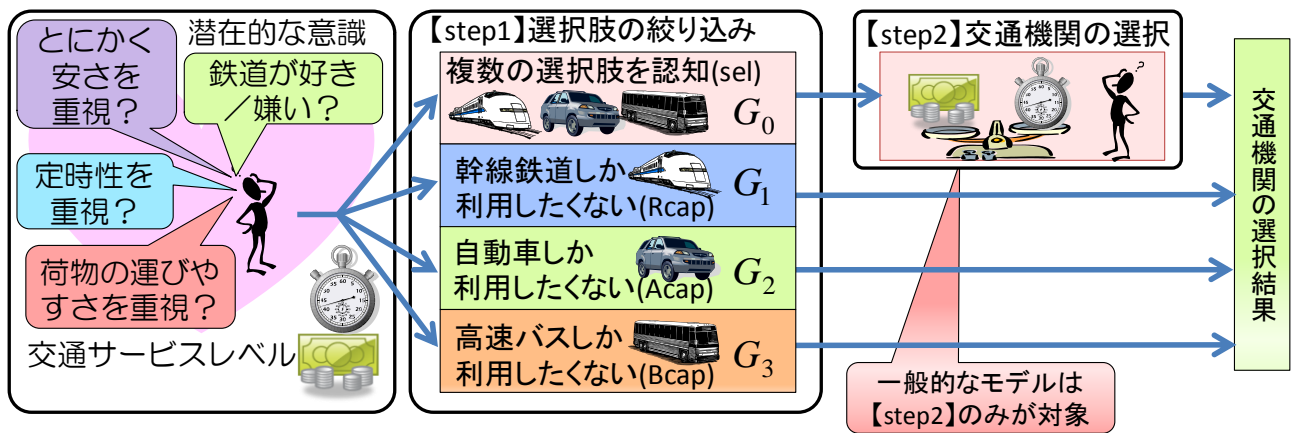 とにかく
安さを
重視？
潜在的な意識
鉄道が好き
／嫌い？
定時性を
重視？
荷物の運びや
すさを重視？
交通サービスレベル
【step1】選択肢の絞り込み
複数の選択肢を認知(sel)
G0
幹線鉄道しか
利用したくない(Rcap)
G1
自動車しか
利用したくない(Acap)
G2
高速バスしか
利用したくない(Bcap)
G3
【step2】交通機関の選択
一般的なモデルは
【step2】のみが対象
交通機関の選択結果